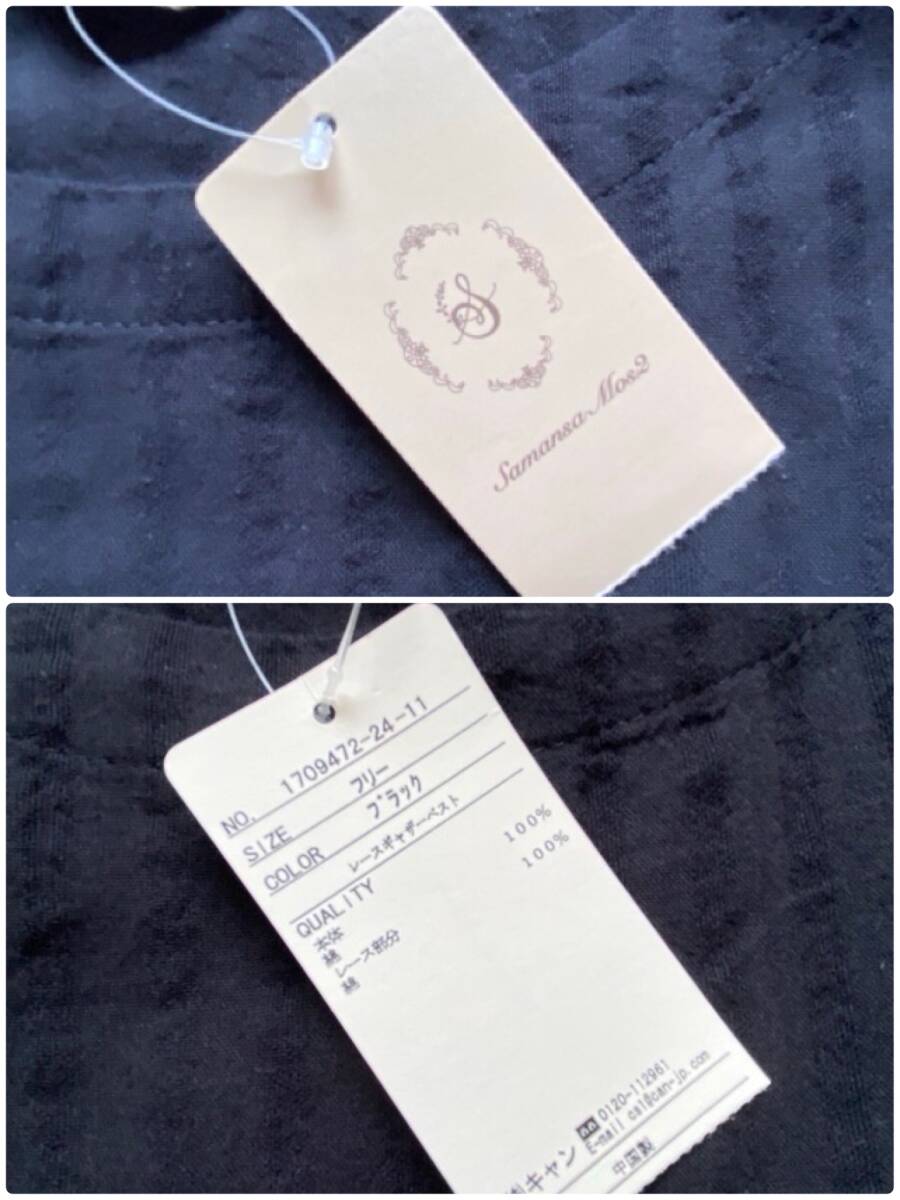 S
Samansa Mos2
NO. 1709472-24-11
SIZE フリー
COLOR ブラック
レースギャザーベスト
QUALITY
本体
綿 100%
レース部分
綿 100%
キャン 0120-112961
E-mail cs1@can-jp.com
中国製